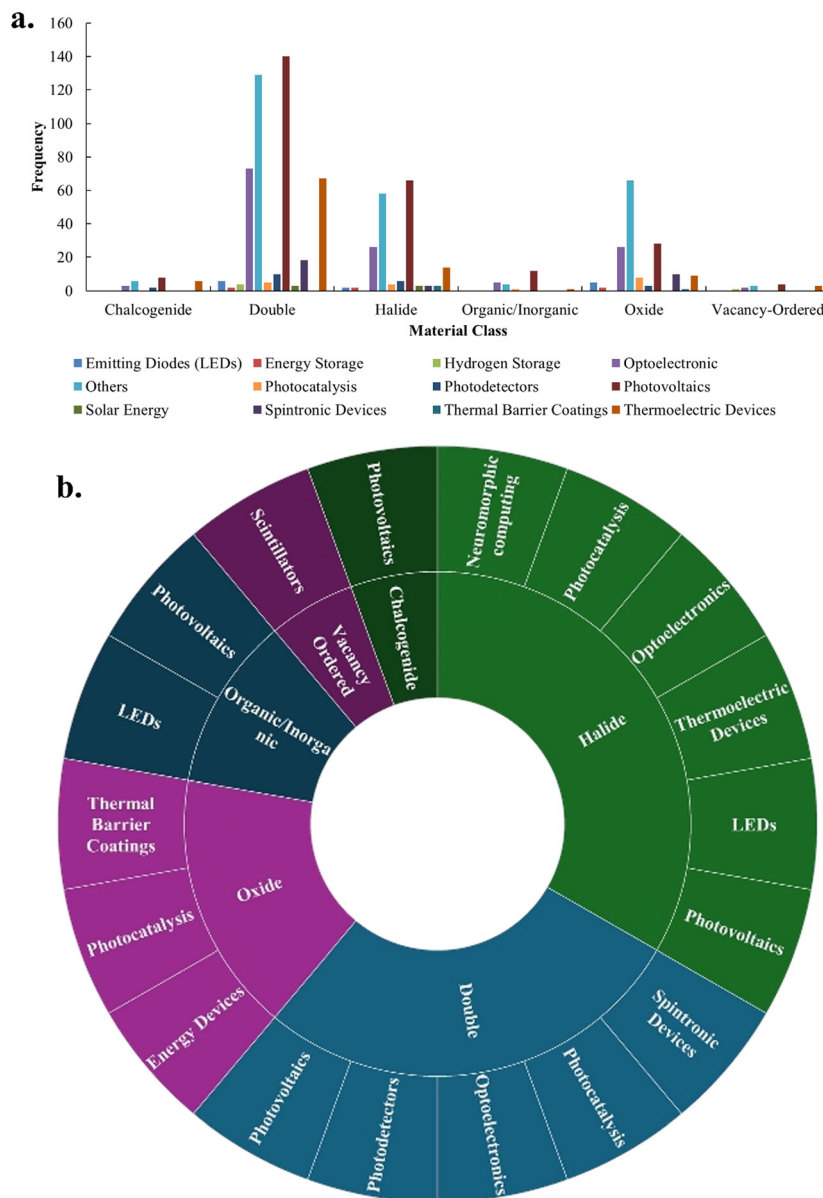 a.
160
140
120
100
80
60
40
20
0
Frequency
Chalcogenide Double Halide Organic/Inorganic Oxide Vacancy-Ordered
Material Class
Emitting Diodes (LEDs) Energy Storage Hydrogen Storage Optoelectronic
Others Photocatalysis Photodetectors Photovoltaics
Solar Energy Spintronic Devices Thermal Barrier Coatings Thermoelectric Devices
b.
Neuromorphic
computing
Photocatalysis
Optoelectronics
Thermoelectric
Devices
LEDs
Photovoltaics
Halide
Spintronic
Devices
Photocatalysis
Optoelectronics
Photodetectors
Photovoltaics
Double
Energy Devices
Photocatalysis
Thermal
Barrier
Coatings
Oxide
LEDs
Photovoltaics
Organic/Inorga
nic
Scintillators
Vacancy
Ordered
Photovoltaics
Chalcogenide